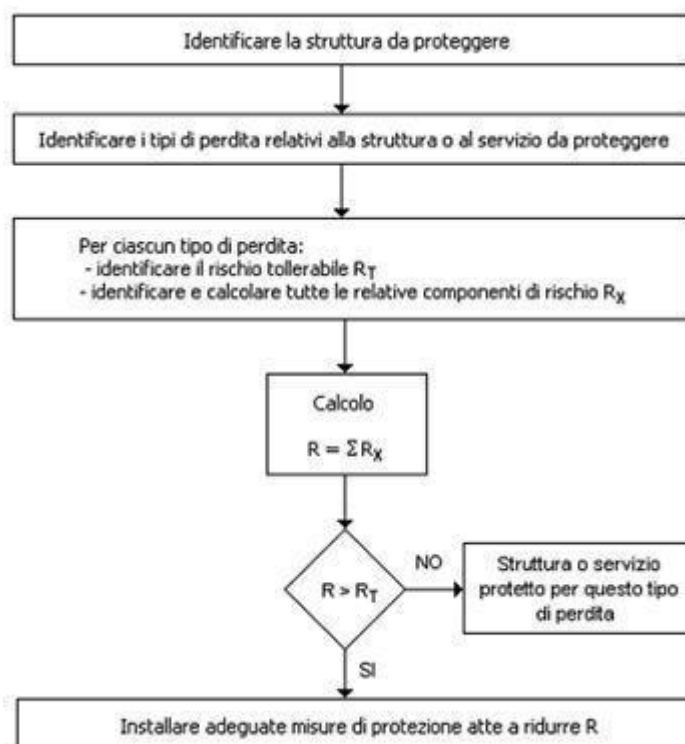 Identificare la struttura da proteggere
Identificare i tipi di perdita relativi alla struttura o al servizio da proteggere
Per ciascun tipo di perdita:
- identificare il rischio tollerabile RT
- identificare e calcolare tutte le relative componenti di rischio RX
Calcolo
R = ΣRX
R > RT
NO
Struttura o servizio
protetto per questo tipo
di perdita
SI
Installare adeguate misure di protezione atte a ridurre R